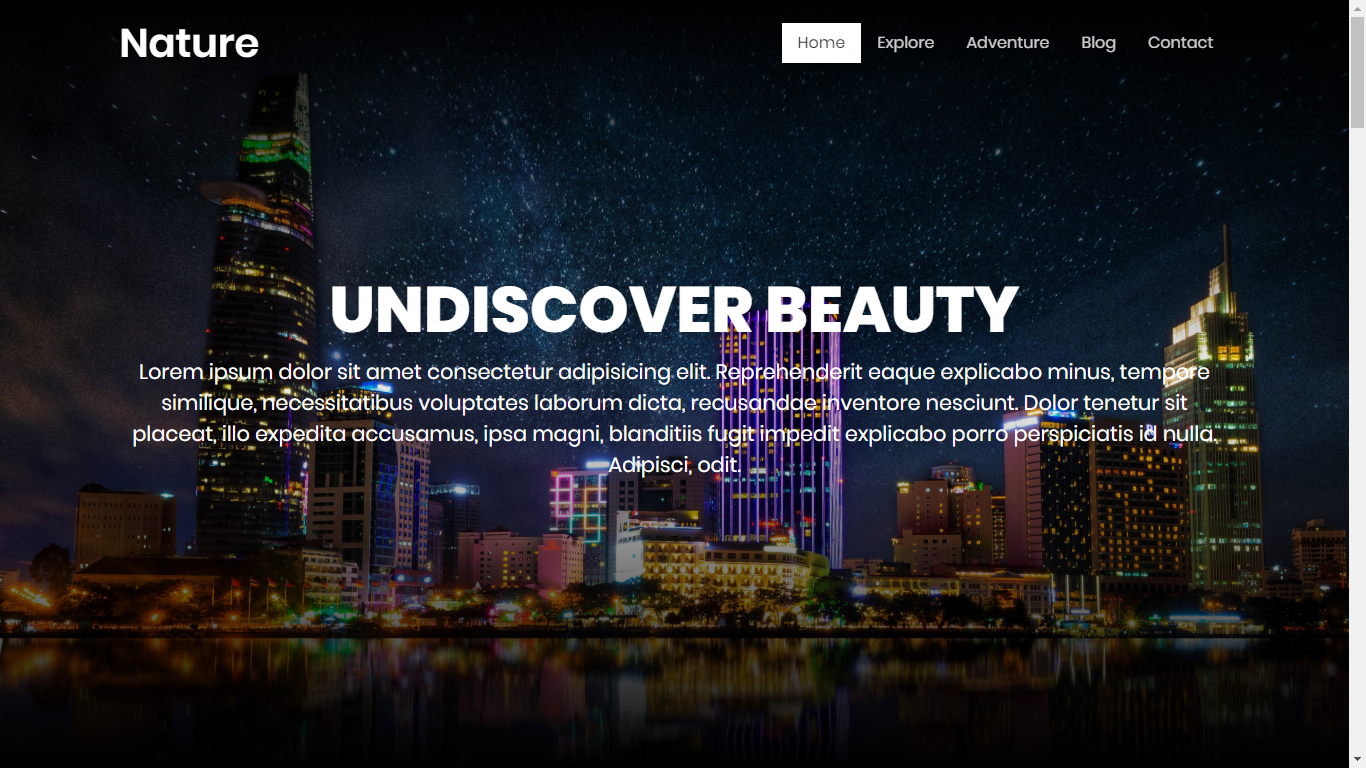 Nature
Home Explore Adventure Blog Contact
UNDISCOVER BEAUTY
Lorem ipsum dolor sit amet consectetur adipisicing elit. Reprehenderit eaque explicabo minus, tempore
similique, necessitatibus voluptates laborum dicta, recusandae inventore nesciunt. Dolor tenetur sit
placeat, illo expedita accusamus, ipsa magni, blanditiis fugit impedit explicabo porro perspiciatis id nulla.
Adipisci, odit.